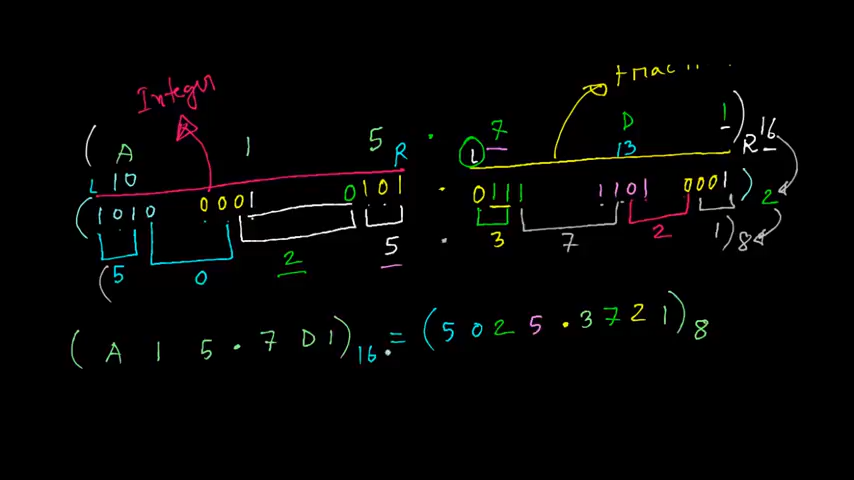 Integer
( A 1 5 . 7 D 1 )16
L 10 R L 13 R
( 1010 0001 0101 . 0111 1101 0001 )2
( 5 0 2 5 . 3 7 2 1 )8
( A 1 5 . 7 D 1 )16 = ( 5 0 2 5 . 3 7 2 1 )8